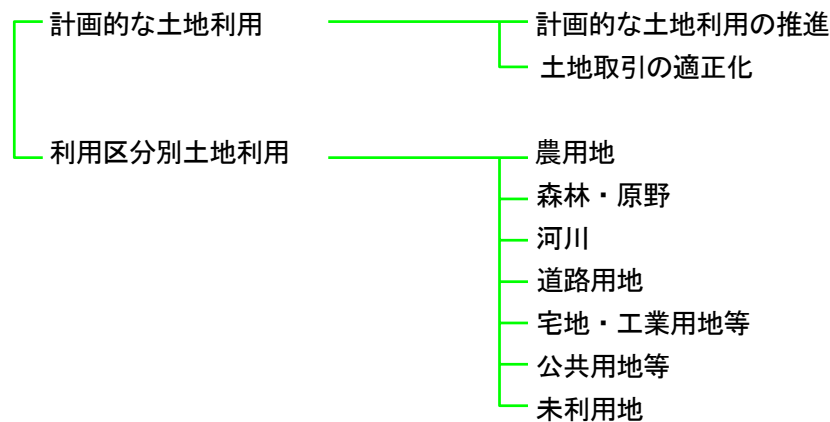 計画的な土地利用
計画的な土地利用の推進
土地取引の適正化
利用区分別土地利用
農用地
森林・原野
河川
道路用地
宅地・工業用地等
公共用地等
未利用地